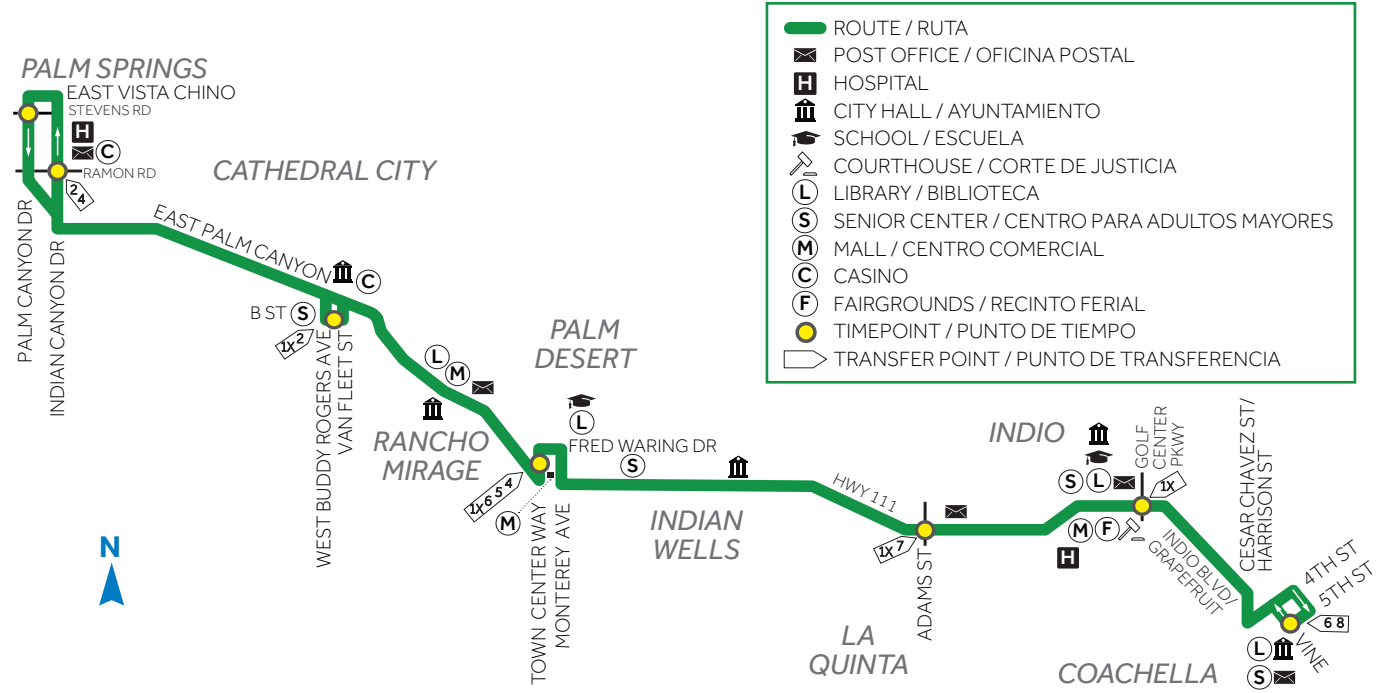 ROUTE / RUTA
POST OFFICE / OFICINA POSTAL
H HOSPITAL
CITY HALL / AYUNTAMIENTO
SCHOOL / ESCUELA
COURTHOUSE / CORTE DE JUSTICIA
L LIBRARY / BIBLIOTECA
S SENIOR CENTER / CENTRO PARA ADULTOS MAYORES
M MALL / CENTRO COMERCIAL
C CASINO
F FAIRGROUNDS / RECINTO FERIAL
TIMEPOINT / PUNTO DE TIEMPO
TRANSFER POINT / PUNTO DE TRANSFERENCIA
PALM SPRINGS
EAST VISTA CHINO
STEVENS RD
H
C
RAMON RD
2
4
PALM CANYON DR
INDIAN CANYON DR
CATHEDRAL CITY
EAST PALM CANYON
C
B ST
S
1X 2
WEST BUDDY ROGERS AVE
VAN FLEET ST
L
M
RANCHO
MIRAGE
PALM
DESERT
L
FRED WARING DR
S
1X 6 5 4
M
TOWN CENTER WAY
MONTEREY AVE
INDIAN
WELLS
HWY 111
1X 7
ADAMS ST
LA
QUINTA
INDIO
S
L
GOLF
CENTER
PKWY
1X
M
F
H
INDIO BLVD/
GRAPEFRUIT
CESAR CHAVEZ ST/
HARRISON ST
4TH ST
5TH ST
6 8
VINE
L
S
COACHELLA
N